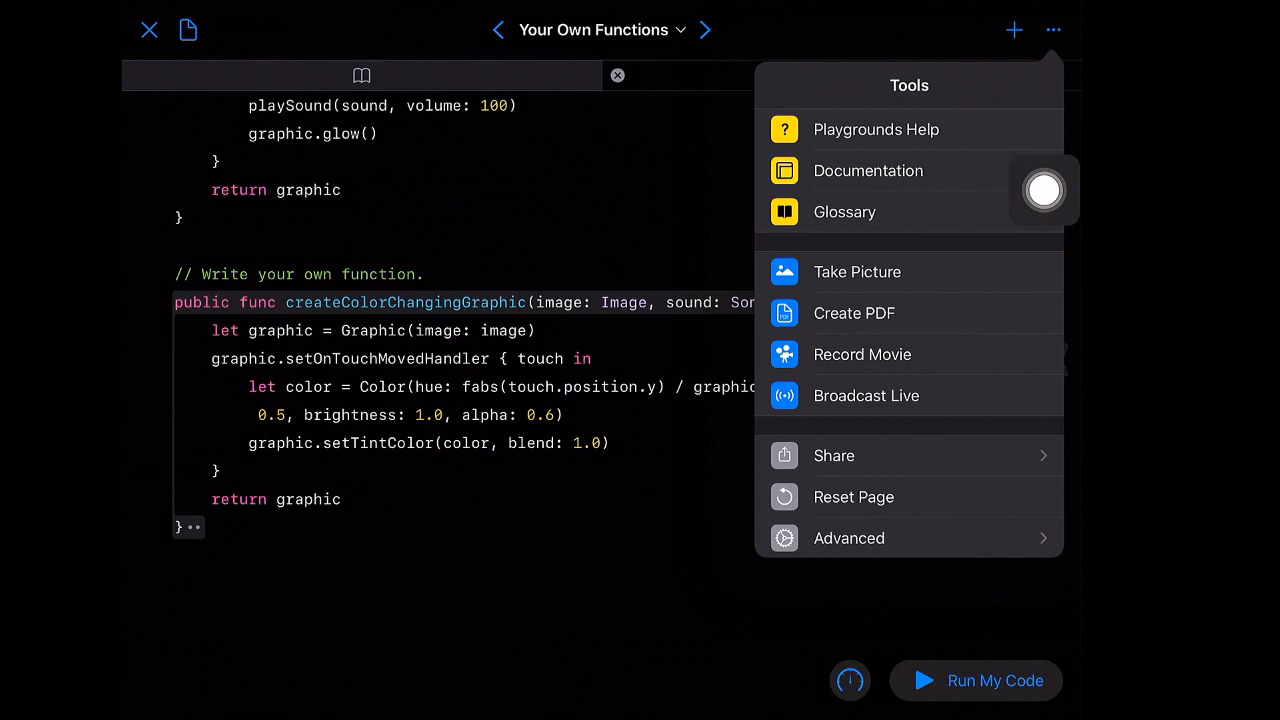 Your Own Functions
playSound(sound, volume: 100)
graphic.glow()
}
return graphic
}
// Write your own function.
public func createColorChangingGraphic(image: Image, sound:
let graphic = Graphic(image: image)
graphic.setOnTouchMovedHandler { touch in
let color = Color(hue: fabs(touch.position.y) /
0.5, brightness: 1.0, alpha: 0.6)
graphic.setTintColor(color, blend: 1.0)
}
return graphic
}
Tools
?
Playgrounds Help
Documentation
Glossary
Take Picture
PDF
Create PDF
Record Movie
Broadcast Live
Share
Reset Page
Advanced
Run My Code